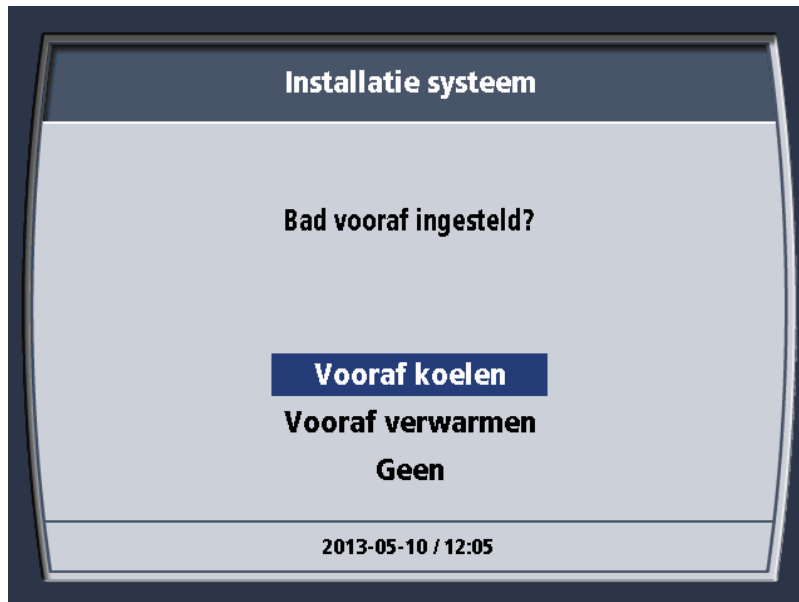 Installatie systeem
Bad vooraf ingesteld?
Vooraf koelen
Vooraf verwarmen
Geen
2013-05-10 / 12:05